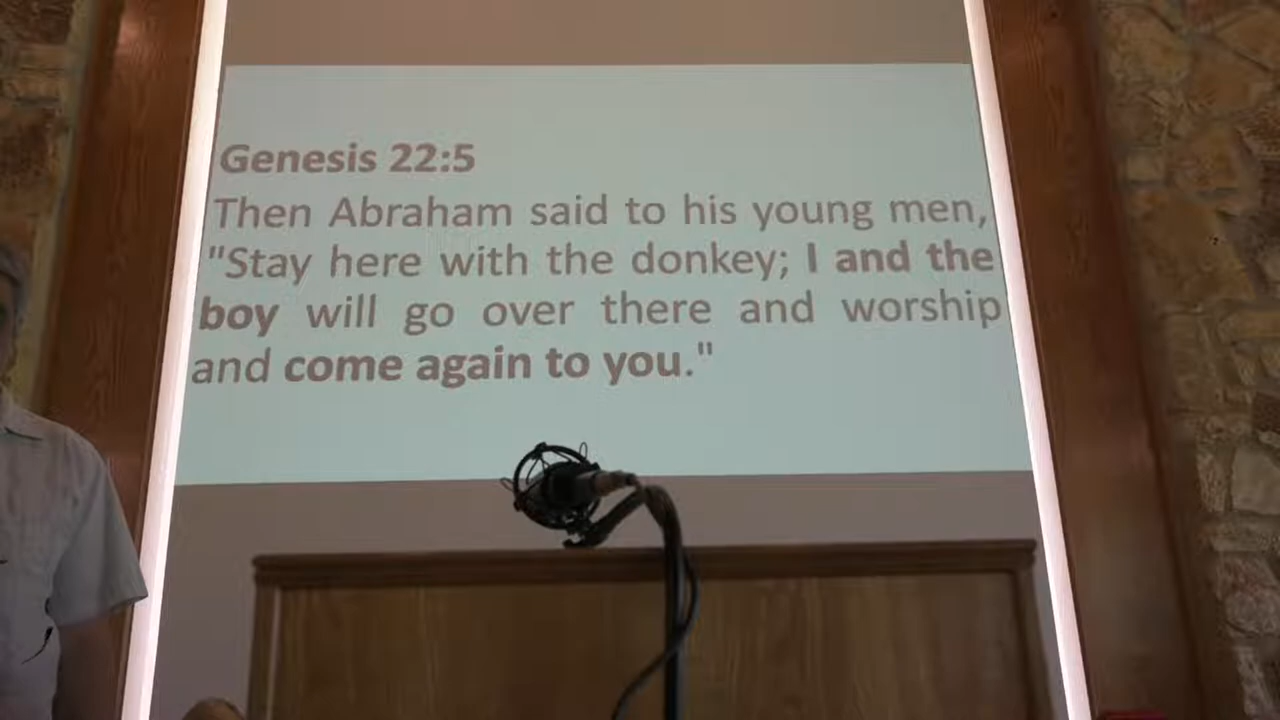 Genesis 22:5
Then Abraham said to his young men,
"Stay here with the donkey; I and the
boy will go over there and worship
and come again to you."